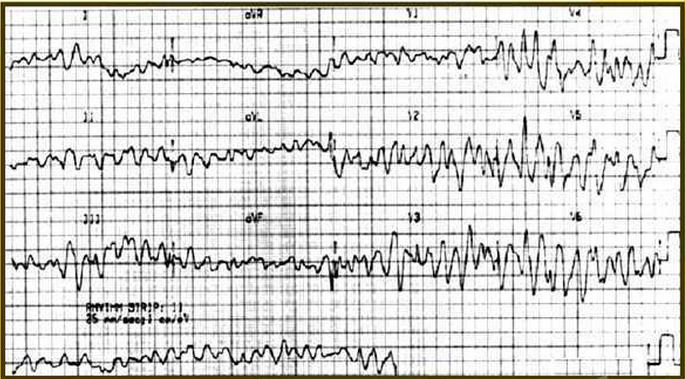 I aVR V1 V4
II aVL V2 V5
III aVF V3 V6
RHYTHM STRIP: II
25 mm/sec;1 cm/mV